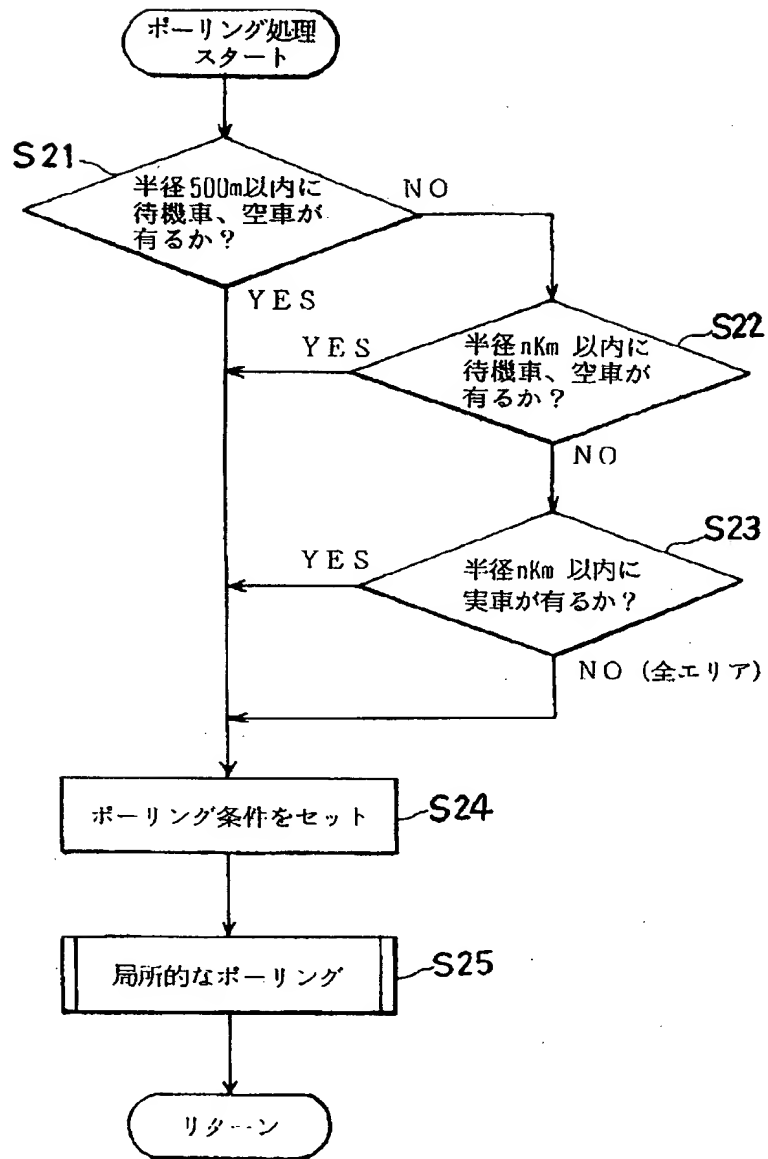 ポーリング処理
スタート
S21
半径500m以内に
待機車、空車が
有るか？
NO
YES
S22
半径nKm 以内に
待機車、空車が
有るか？
YES
NO
S23
半径nKm 以内に
実車が有るか？
YES
NO (全エリア)
ポーリング条件をセット
S24
局所的なポーリング
S25
リターン